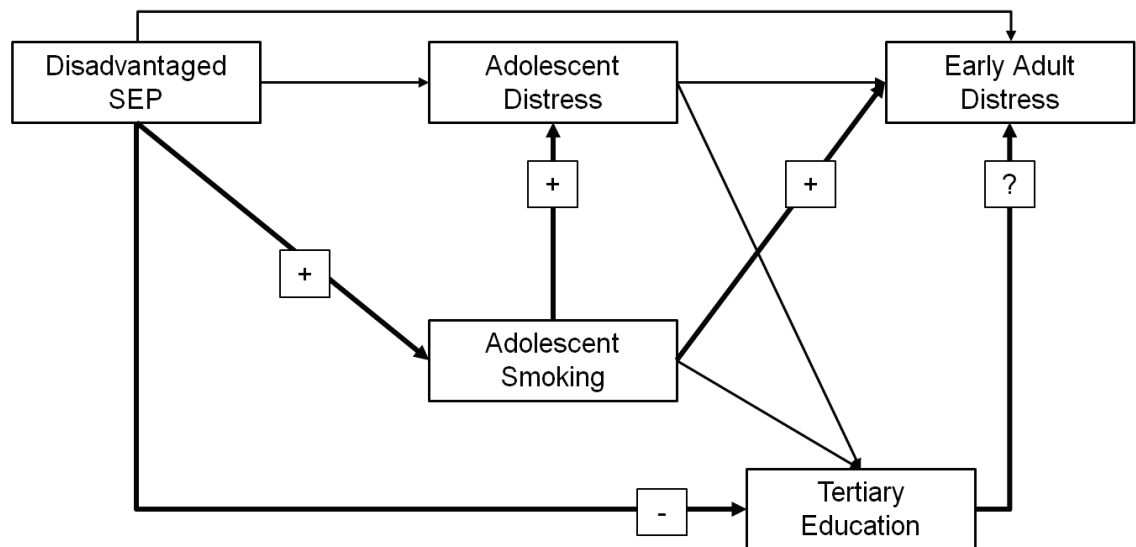 Disadvantaged
SEP
Adolescent
Distress
Early Adult
Distress
+
+
?
+
Adolescent
Smoking
-
Tertiary
Education